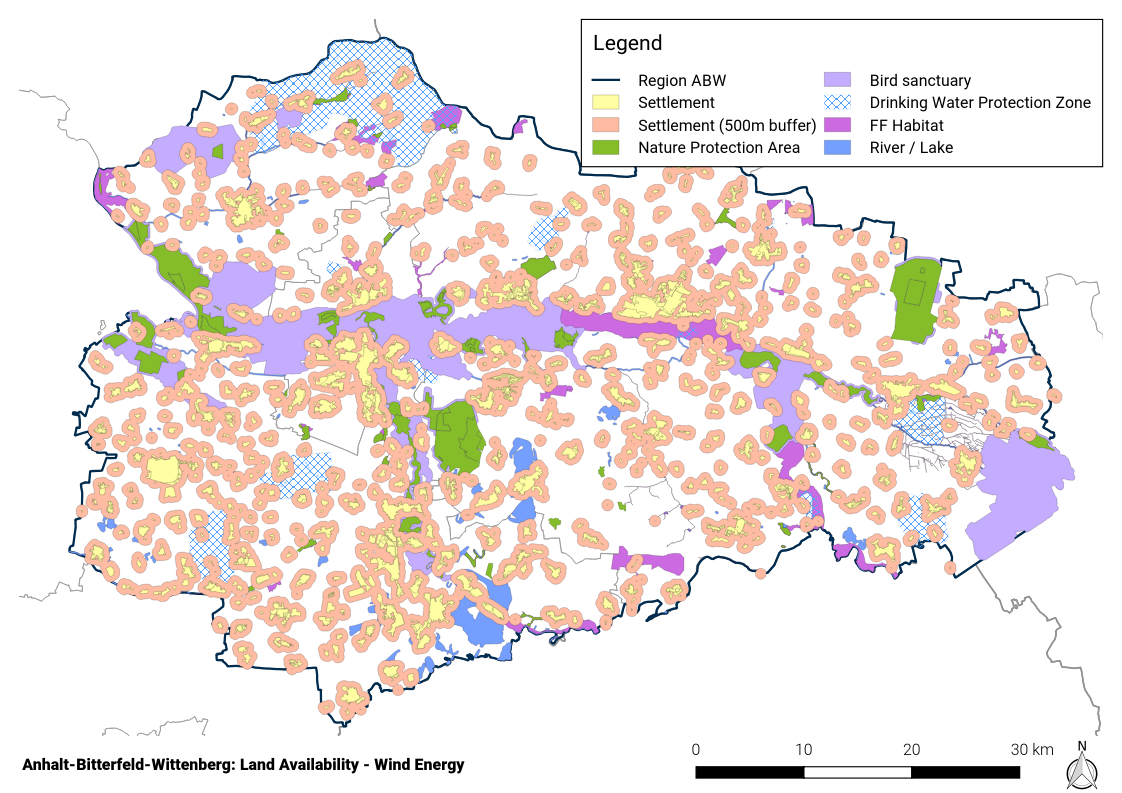 Legend
Region ABW
Settlement
Settlement (500m buffer)
Nature Protection Area
Bird sanctuary
Drinking Water Protection Zone
FF Habitat
River / Lake
Anhalt-Bitterfeld-Wittenberg: Land Availability - Wind Energy
0 10 20 30 km
N